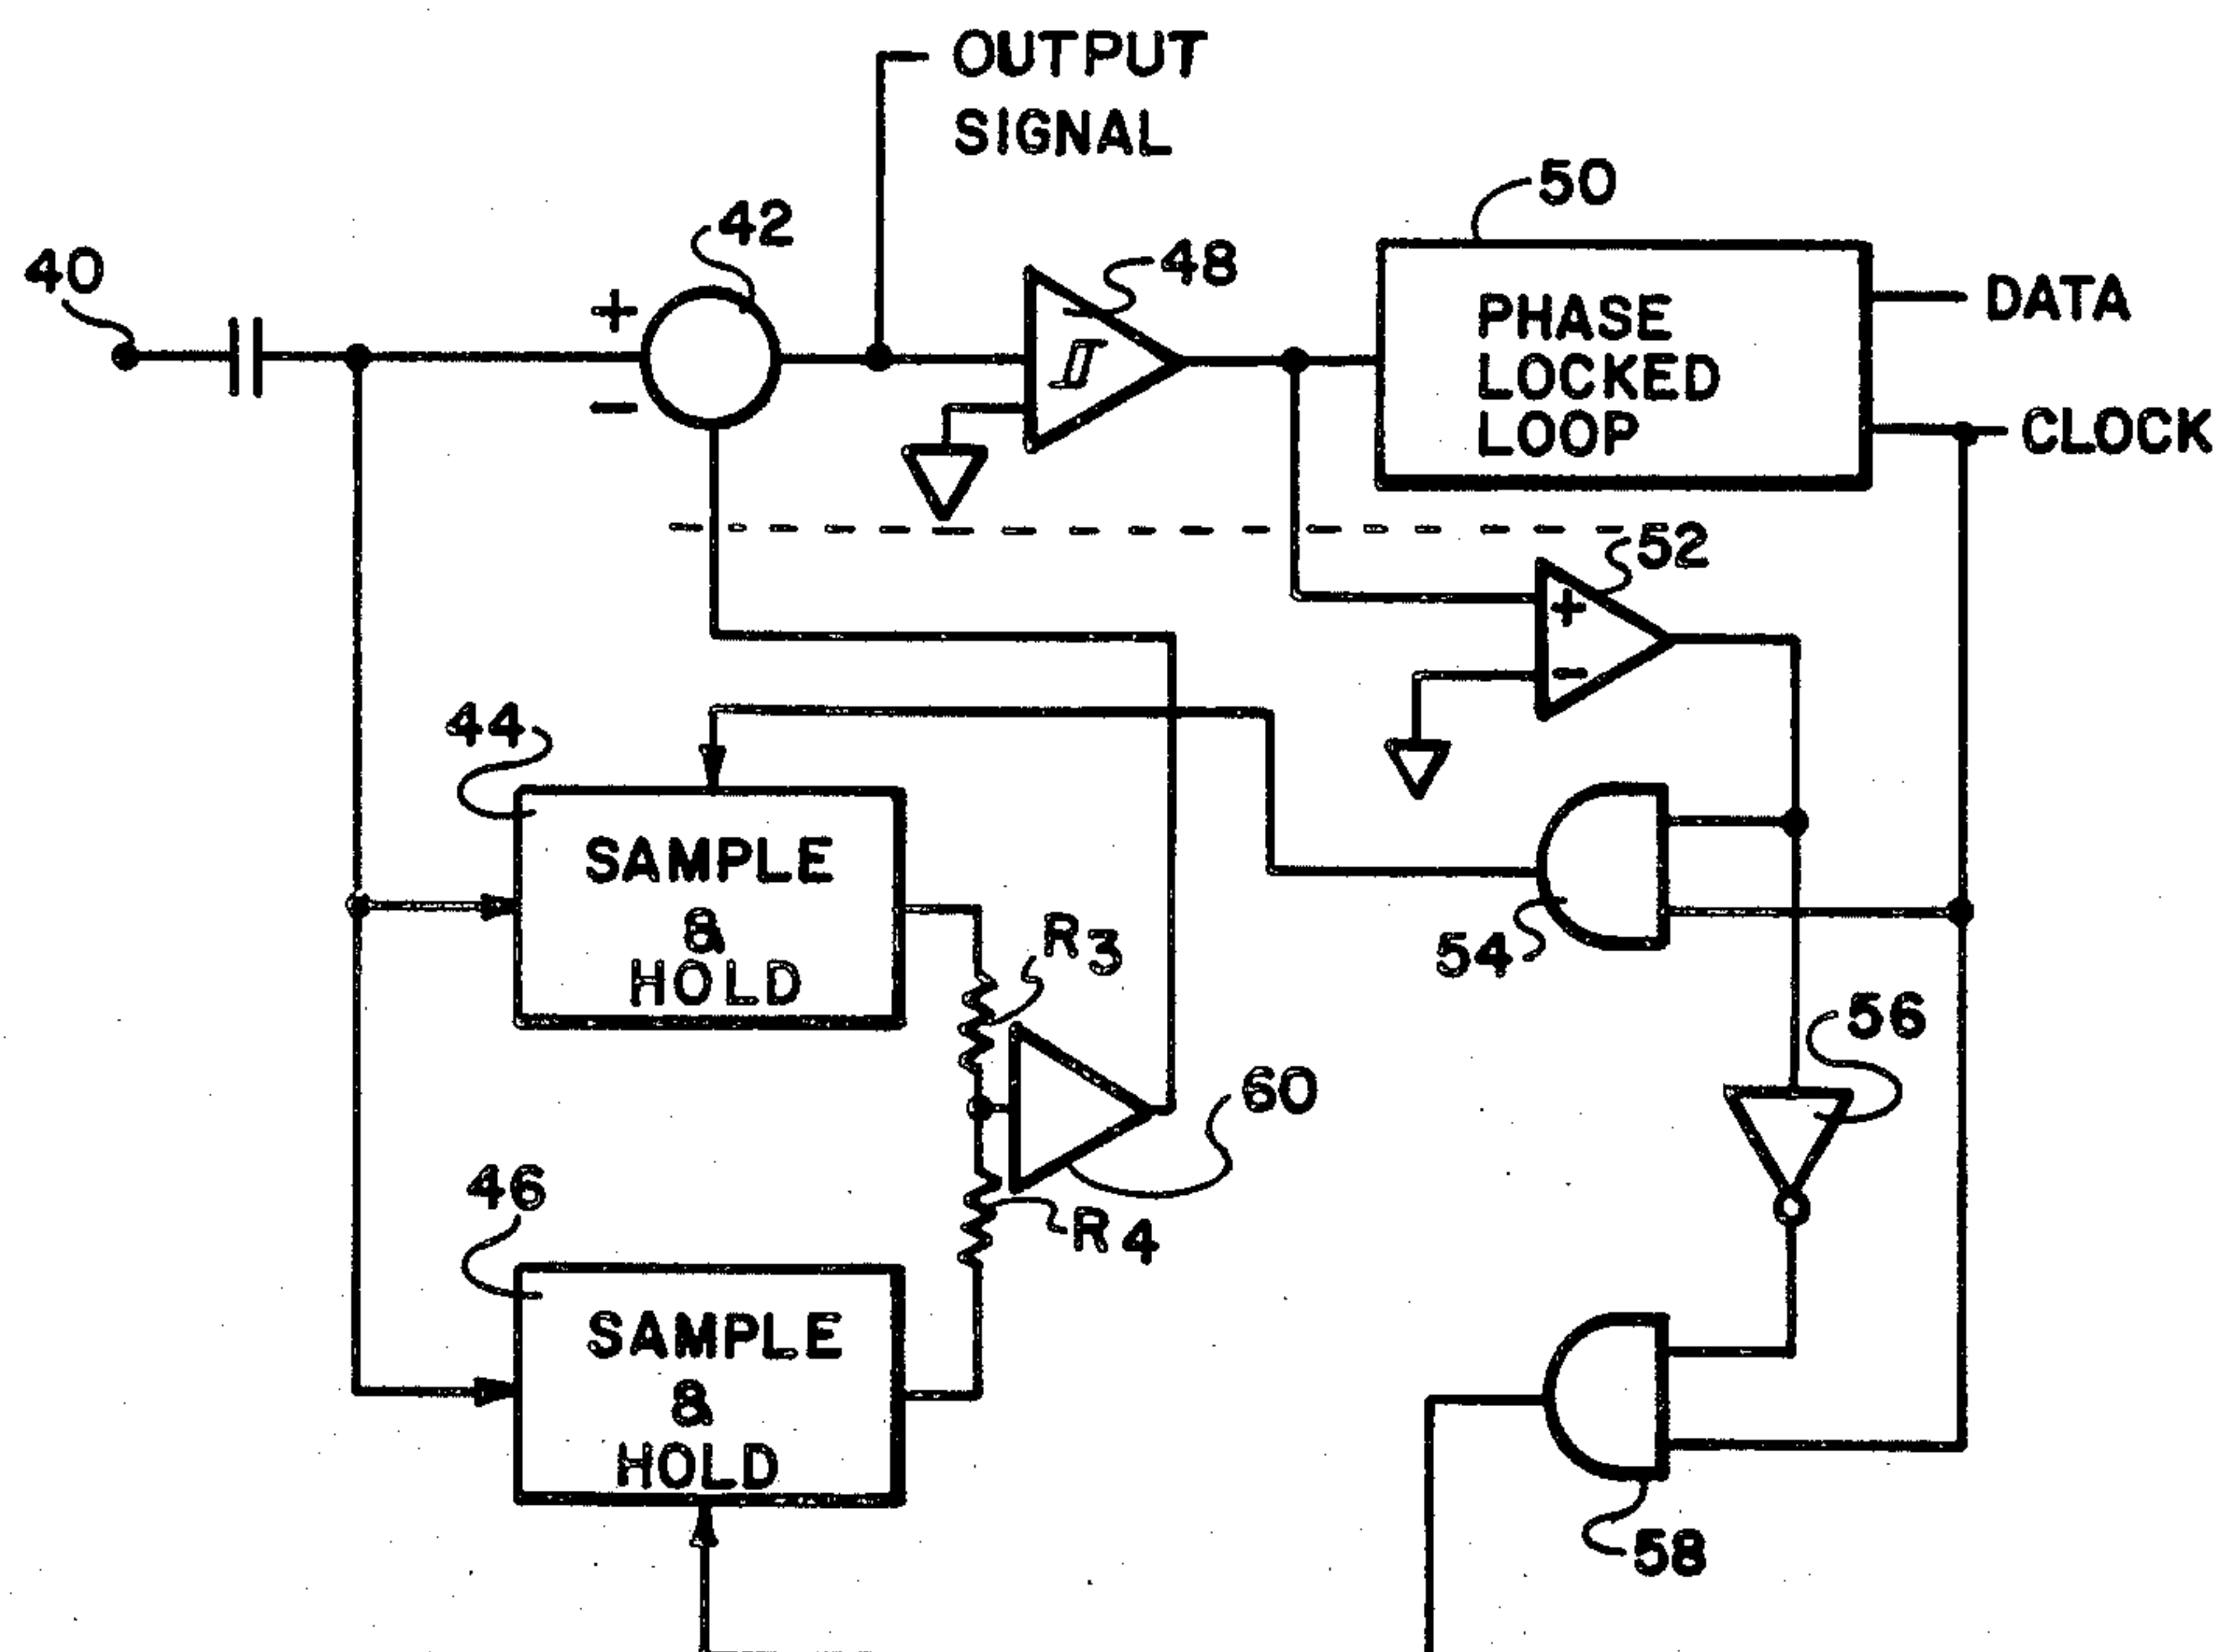 OUTPUT
SIGNAL
50
42
48
40
+
PHASE
LOCKED
LOOP
DATA
-
CLOCK
52
+
-
44
SAMPLE
&
HOLD
R3
54
56
60
46
R4
SAMPLE
&
HOLD
58